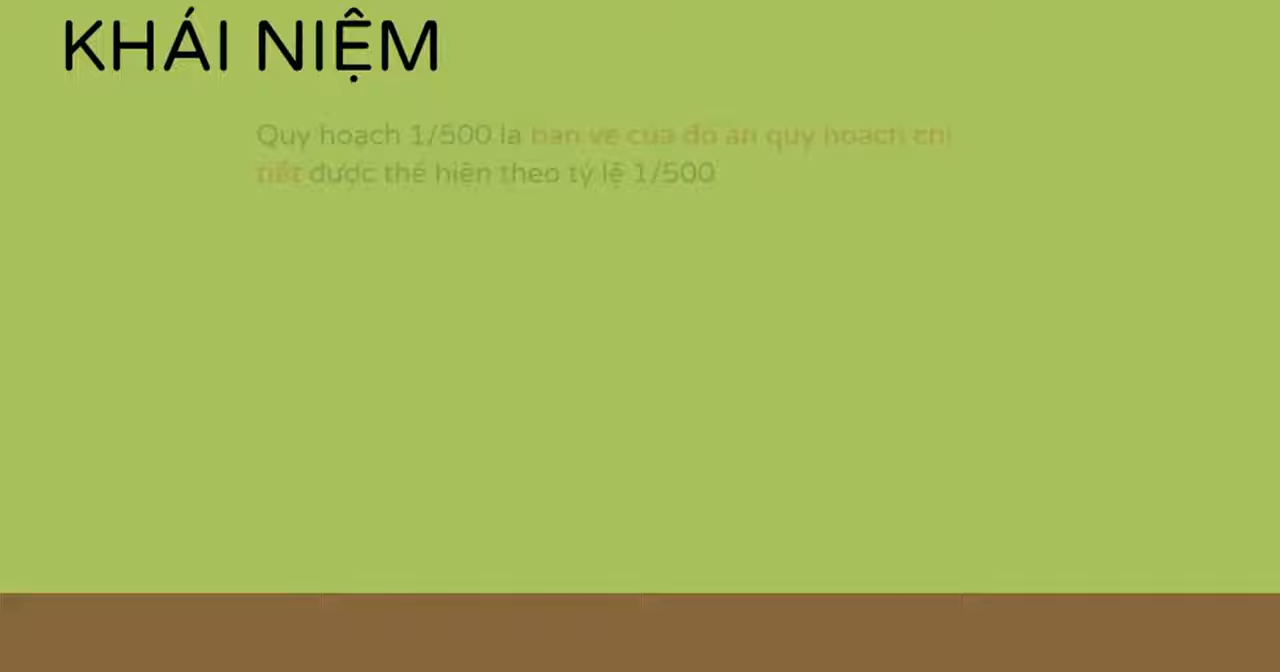 KHÁI NIỆM
Quy hoạch 1/500 là bản vẽ của đồ án quy hoạch chi
tiết được thể hiện theo tỷ lệ 1/500